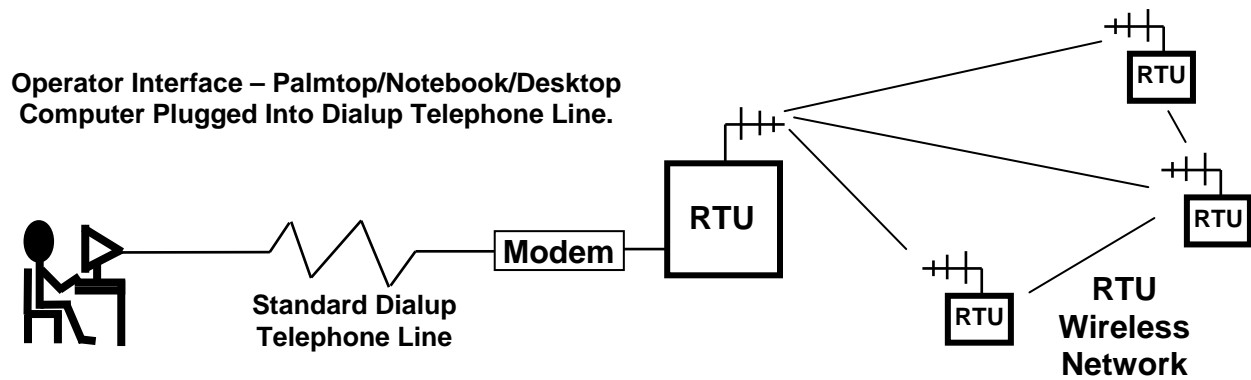 Operator Interface – Palmtop/Notebook/Desktop
Computer Plugged Into Dialup Telephone Line.
Modem
Standard Dialup
Telephone Line
RTU
RTU
RTU
RTU
RTU
Wireless
Network